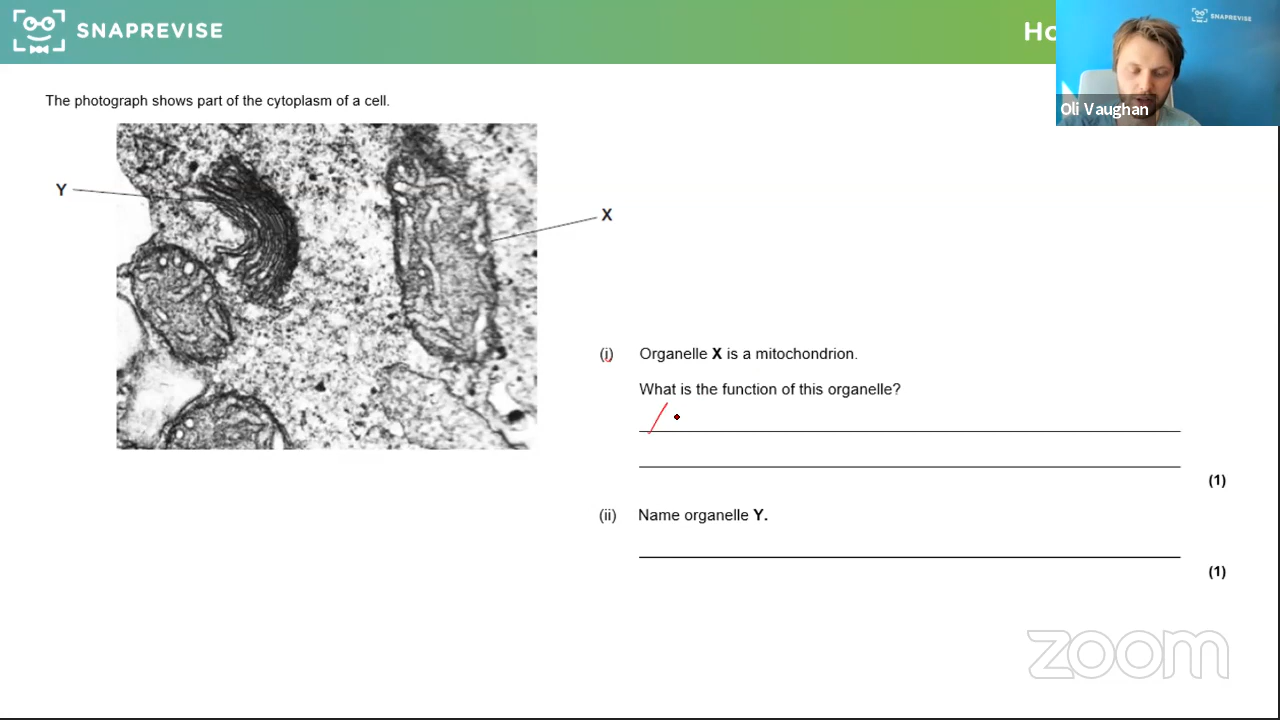 SNAPREVISE
SNAPREVISE
Oli Vaughan
The photograph shows part of the cytoplasm of a cell.
Y
X
(i) Organelle X is a mitochondrion.
What is the function of this organelle?
(1)
(ii) Name organelle Y.
(1)
zoom